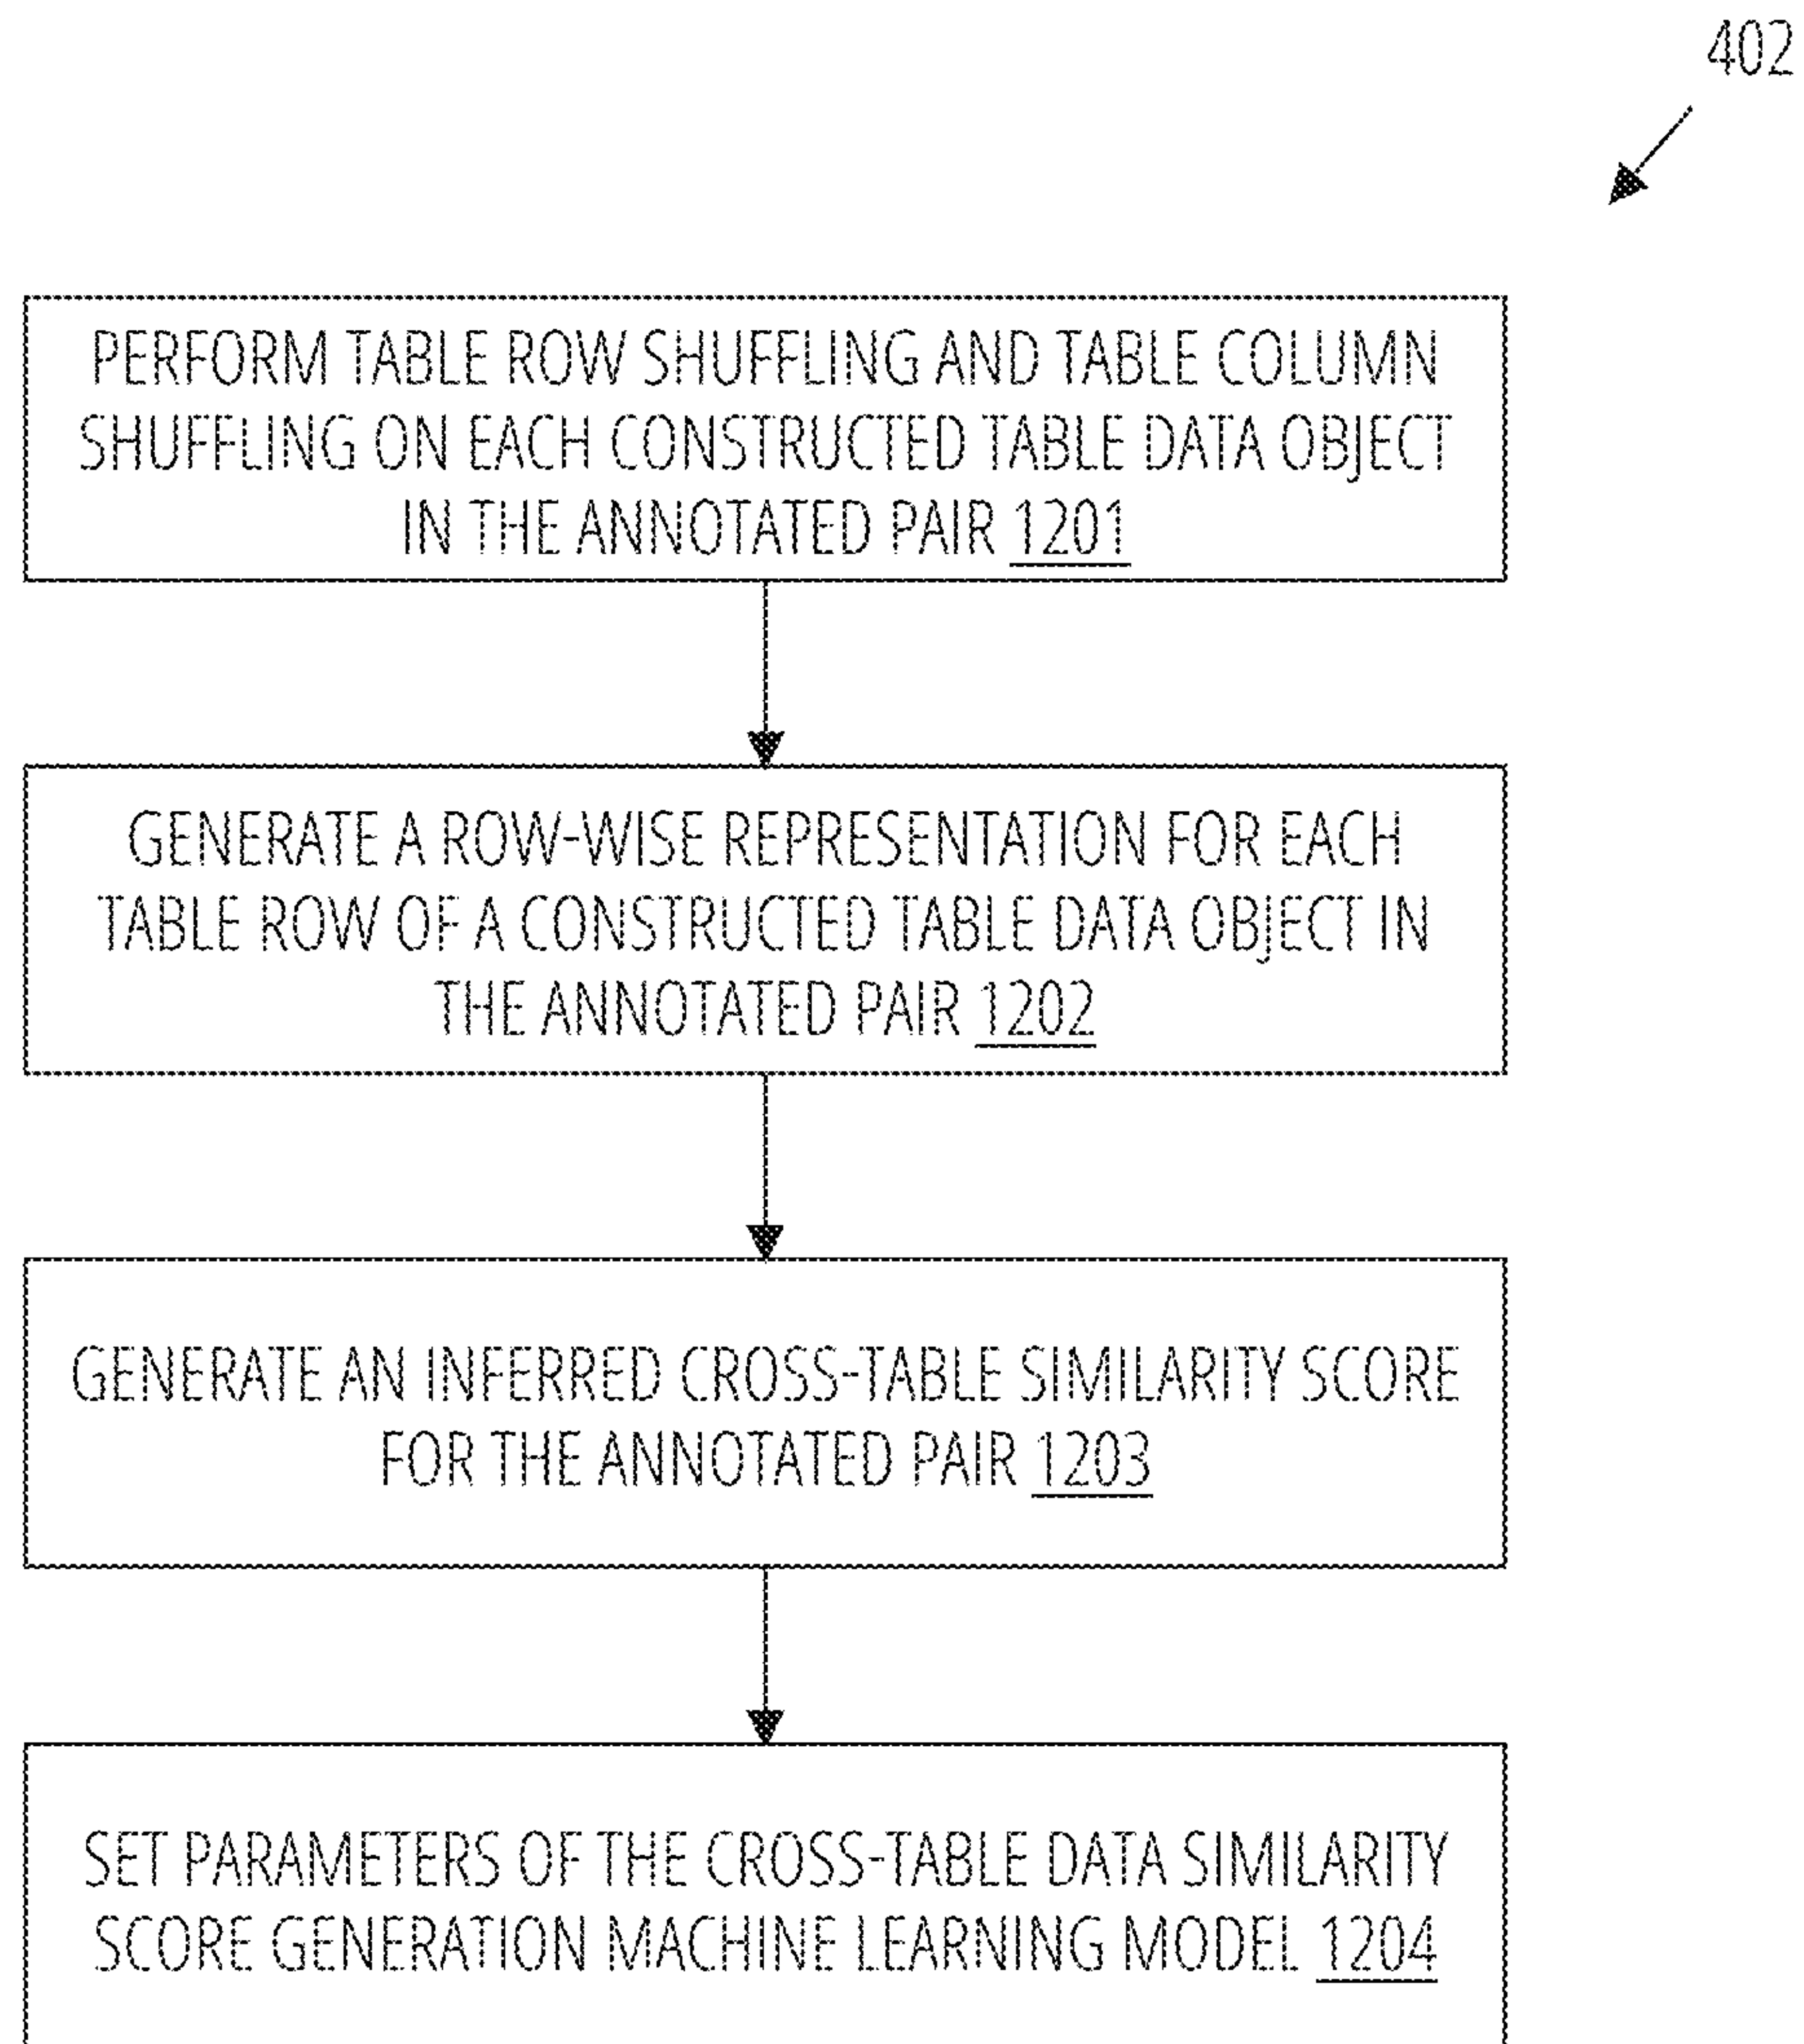 402
PERFORM TABLE ROW SHUFFLING AND TABLE COLUMN
SHUFFLING ON EACH CONSTRUCTED TABLE DATA OBJECT
IN THE ANNOTATED PAIR 1201
GENERATE A ROW-WISE REPRESENTATION FOR EACH
TABLE ROW OF A CONSTRUCTED TABLE DATA OBJECT IN
THE ANNOTATED PAIR 1202
GENERATE AN INFERRED CROSS-TABLE SIMILARITY SCORE
FOR THE ANNOTATED PAIR 1203
SET PARAMETERS OF THE CROSS-TABLE DATA SIMILARITY
SCORE GENERATION MACHINE LEARNING MODEL 1204